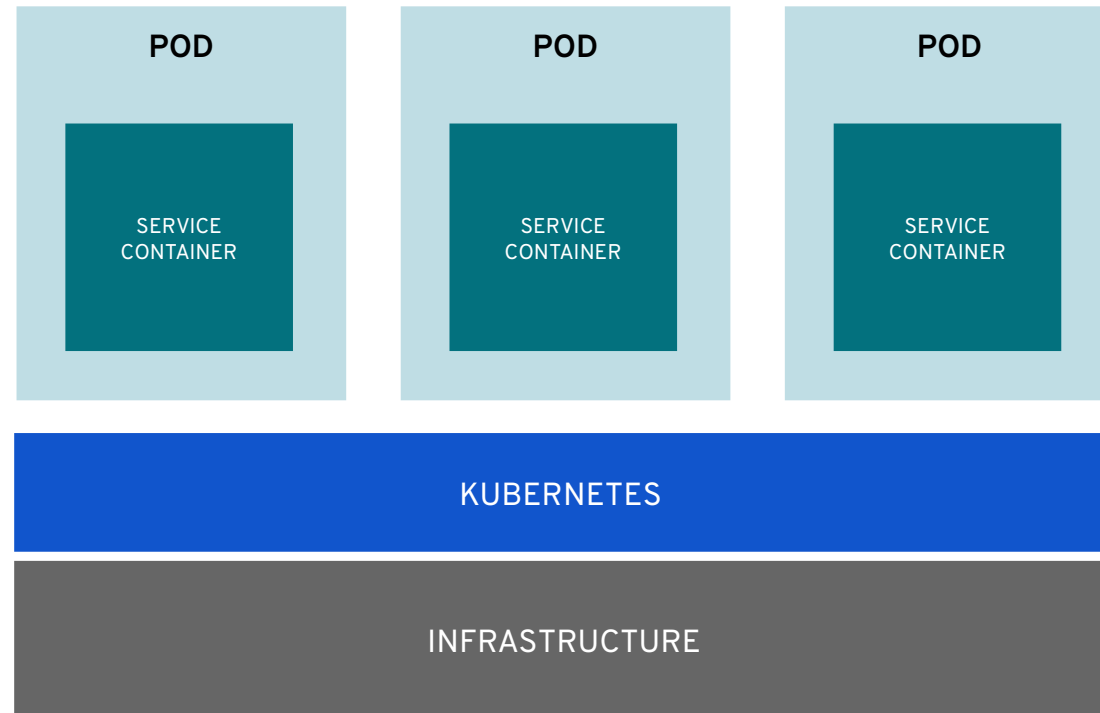 POD
POD
POD
SERVICE
CONTAINER
SERVICE
CONTAINER
SERVICE
CONTAINER
KUBERNETES
INFRASTRUCTURE